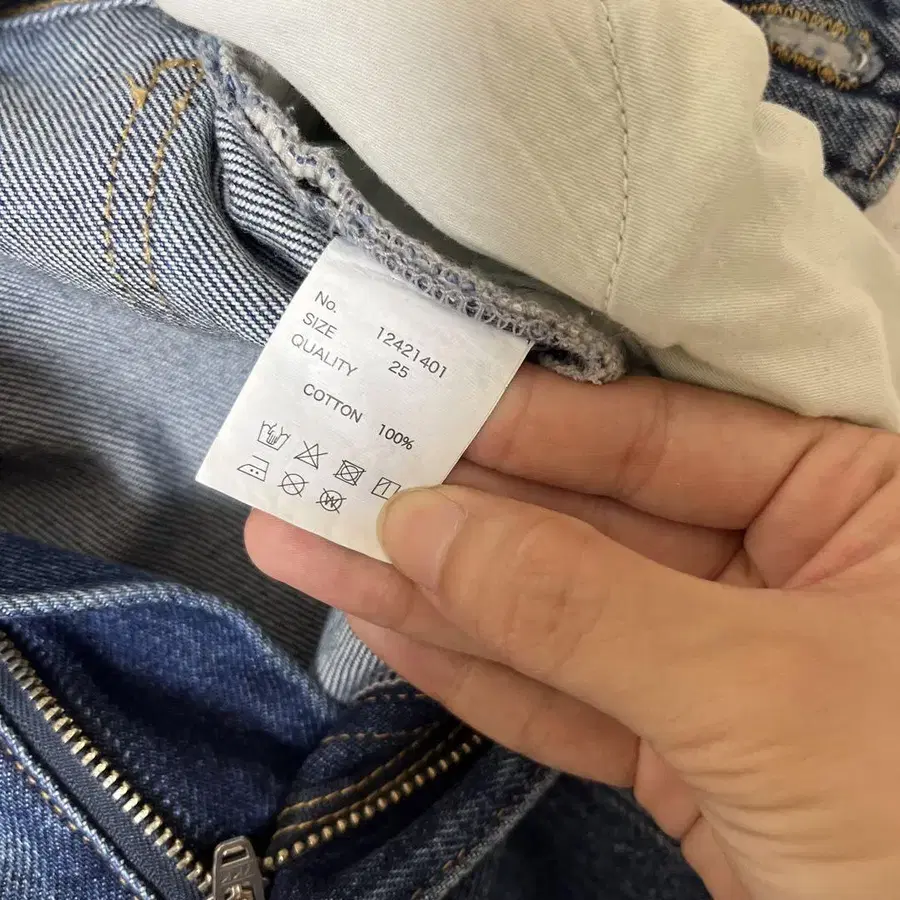 No. 12421401
SIZE 25
QUALITY
COTTON 100%